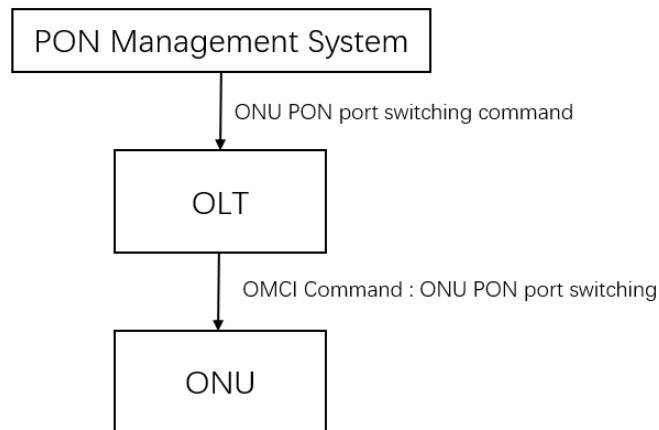 PON Management System
ONU PON port switching command
OLT
OMCI Command : ONU PON port switching
ONU